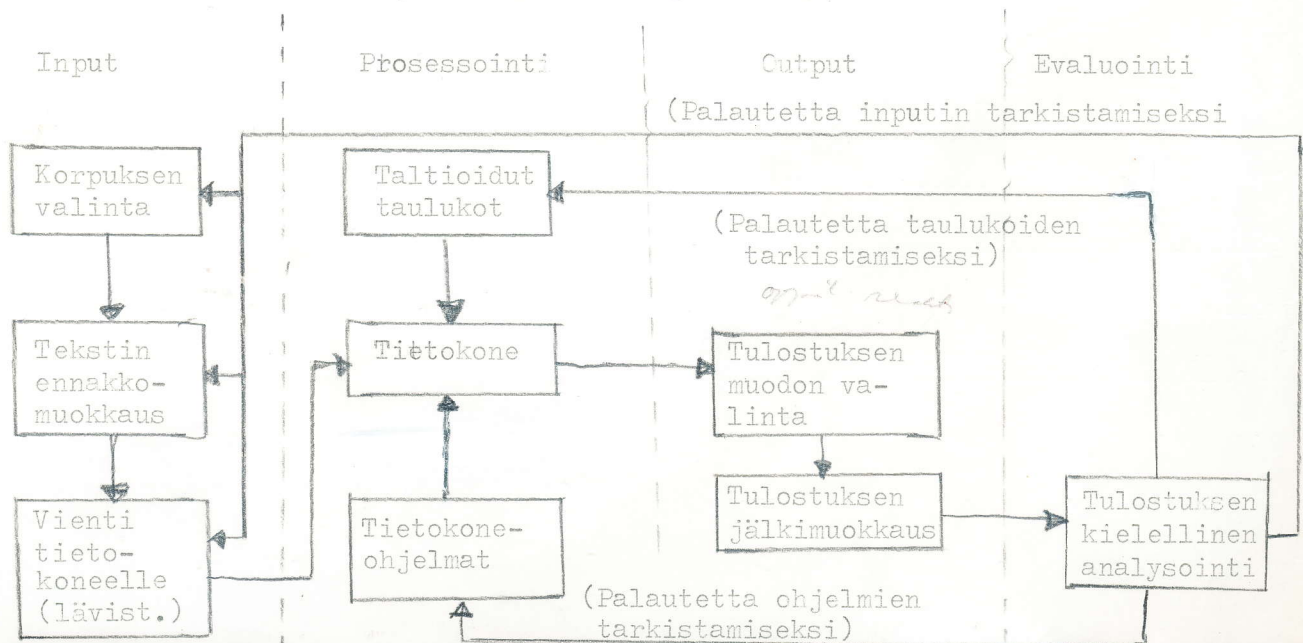 Input
Prosessointi
Output
Evaluointi
(Palautetta inputin tarkistamiseksi
Korpuksen
valinta
Taltioidut
taulukot
(Palautetta taulukoiden
tarkistamiseksi)
Tekstin
ennakko-
muokkaus
Tietokone
Tulostuksen
muodon va-
linta
Vienti
tieto-
koneelle
(lävist.)
Tietokone-
ohjelmat
Tulostuksen
jälkimuokkaus
Tulostuksen
kielellinen
analysointi
(Palautetta ohjelmien
tarkistamiseksi)